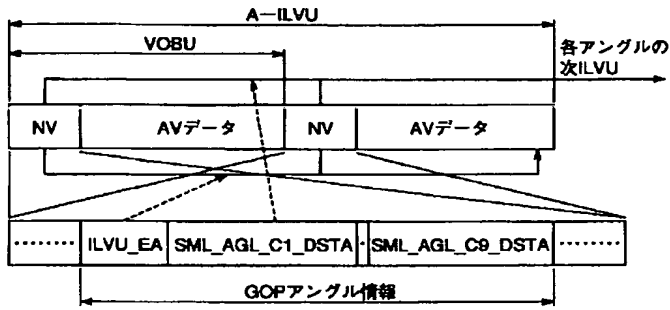 A－ILVU
VOBU
各アングルの
次ILVU
NV
AVデータ
NV
AVデータ
ILVU_EA
SML_AGL_C1_DSTA
SML_AGL_C9_DSTA
GOPアングル情報